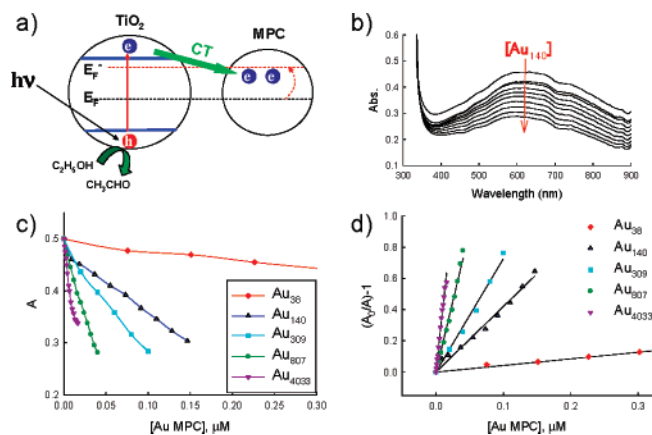 a)
TiO2
MPC
e
CT
EF-
e e
hν
EF
h
C2H5OH
CH3CHO
b)
[Au140]
Abs.
0.6
0.5
0.4
0.3
0.2
0.1
300 400 500 600 700 800 900
Wavelength (nm)
c)
A
0.5
0.4
0.3
0.2
0.00 0.05 0.10 0.15 0.20 0.25 0.30
[Au MPC], μM
Au38
Au140
Au309
Au807
Au4033
d)
(A0/A)-1
1.0
0.8
0.6
0.4
0.2
0.0
0.0 0.1 0.2 0.3
[Au MPC], μM
Au38
Au140
Au309
Au807
Au4033